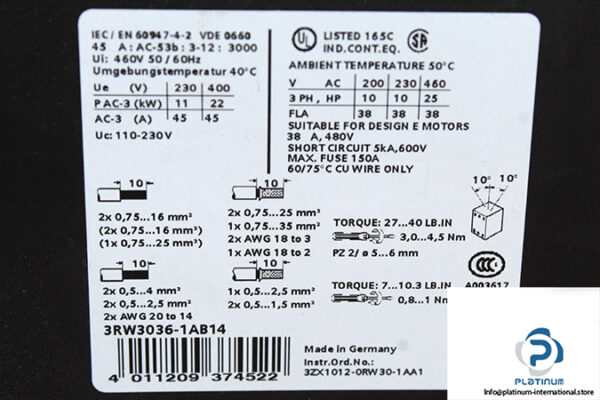 IEC/ EN 60947-4-2 VDE 0660
45 A: AC-53b: 3-12: 3000
Ui: 460V 50/60Hz
Umgebungstemperatur 40°C
Ue (V) 230 400
P AC-3 (kW) 11 22
AC-3 (A) 45 45
Uc: 110-230V
UL LISTED 165C
IND.CONT.EQ. SA
AMBIENT TEMPERATURE 50°C
V AC 200 230 460
3 PH, HP 10 10 25
FLA 38 38 38
SUITABLE FOR DESIGN E MOTORS
38 A, 480V
SHORT CIRCUIT 5kA,600V
MAX. FUSE 150A
60/75°C CU WIRE ONLY
10
2x 0,75...16 mm²
(2x 0,75...16 mm²)
(1x 0,75...25 mm²)
10
2x 0,75...25 mm²
1x 0,75...35 mm²
2x AWG 18 to 3
1x AWG 18 to 2
TORQUE: 27...40 LB.IN
3,0...4,5 Nm
PZ 2/ ø 5...6mm
10° 10°
10
2x 0,5...4 mm²
2x 0,5...2,5 mm²
2x AWG 20 to 14
10
1x 0,5...2,5 mm²
2x 0,5...1,5 mm²
TORQUE: 7...10.3 LB.IN
0,8...1 Nm
CCC
A003617
3RW3036-1AB14
4 011209 374522
Made in Germany
Instr.Ord.No.:
3ZX1012-0RW30-1AA1
PLATINUM
Info@platinum-international.store